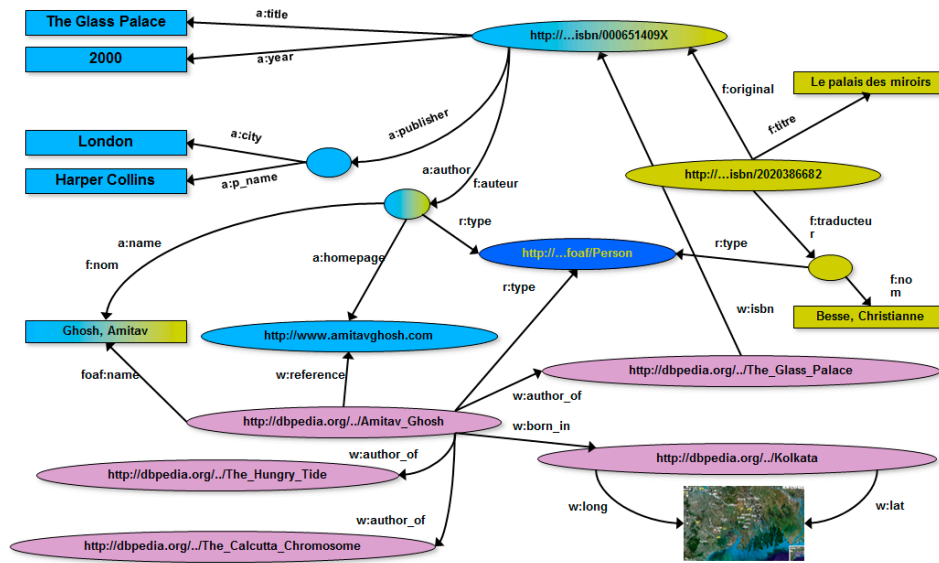 The Glass Palace
a:title
http://…isbn/000651409X
2000
a:year
Le palais des miroirs
f:original
f:titre
a:publisher
London
a:city
a:author
Harper Collins
a:p_name
f:auteur
http://…isbn/2020386682
r:type
f:traducteu
r
a:name
f:nom
a:homepage
http://…foaf/Person
r:type
r:type
f:no
m
w:isbn
Ghosh, Amitav
http://www.amitavghosh.com
Besse, Christianne
foaf:name
w:reference
http://dbpedia.org/../The_Glass_Palace
w:author_of
http://dbpedia.org/../Amitav_Ghosh
w:born_in
w:author_of
http://dbpedia.org/../Kolkata
http://dbpedia.org/../The_Hungry_Tide
w:long
w:lat
w:author_of
http://dbpedia.org/../The_Calcutta_Chromosome